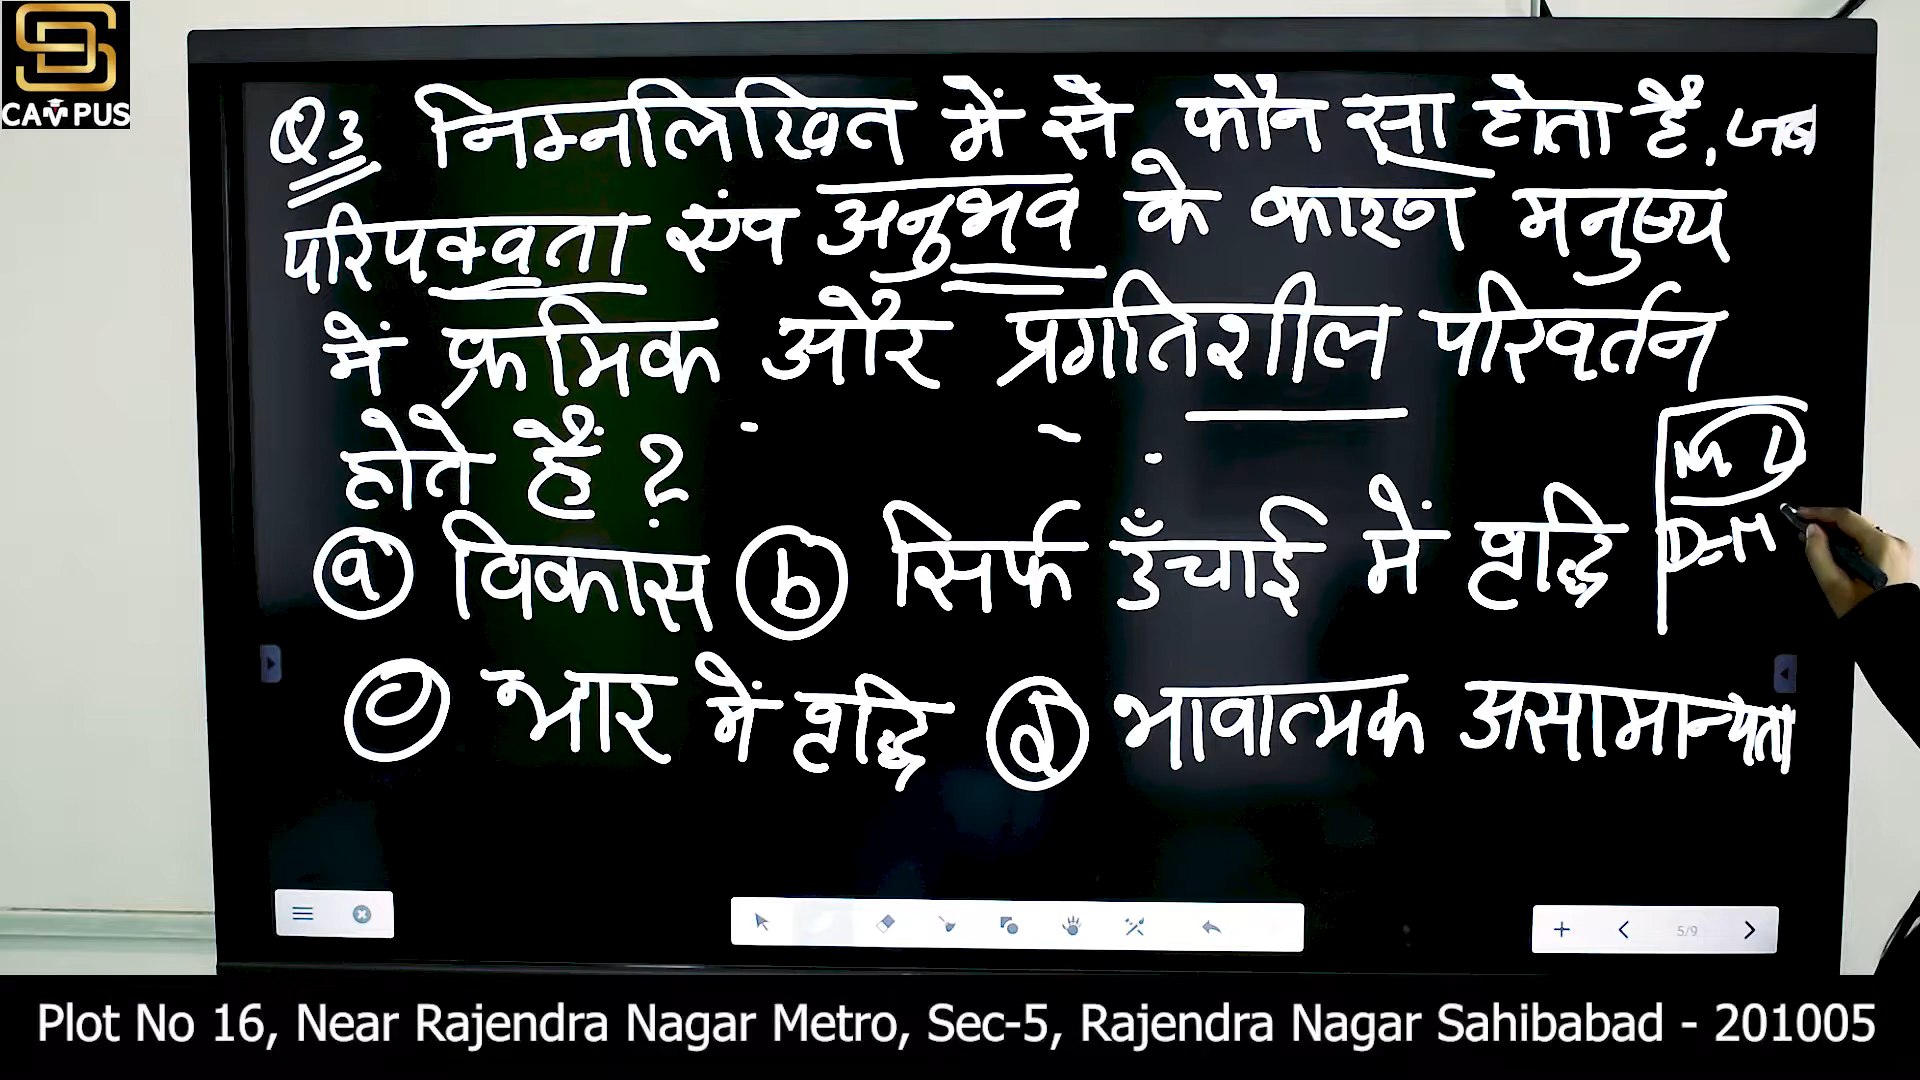 CAMPUS
Q3 निम्नलिखित में से कौन सा होता है, जब
परिपक्वता एंव अनुभव के कारण मनुष्य
में क्रमिक और प्रगतिशील परिवर्तन
होते हैं ?
a विकास b सिर्फ उँचाई में वृद्धि
c भार में वृद्धि d भावात्मक असामान्यता
5/9
Plot No 16, Near Rajendra Nagar Metro, Sec-5, Rajendra Nagar Sahibabad - 201005